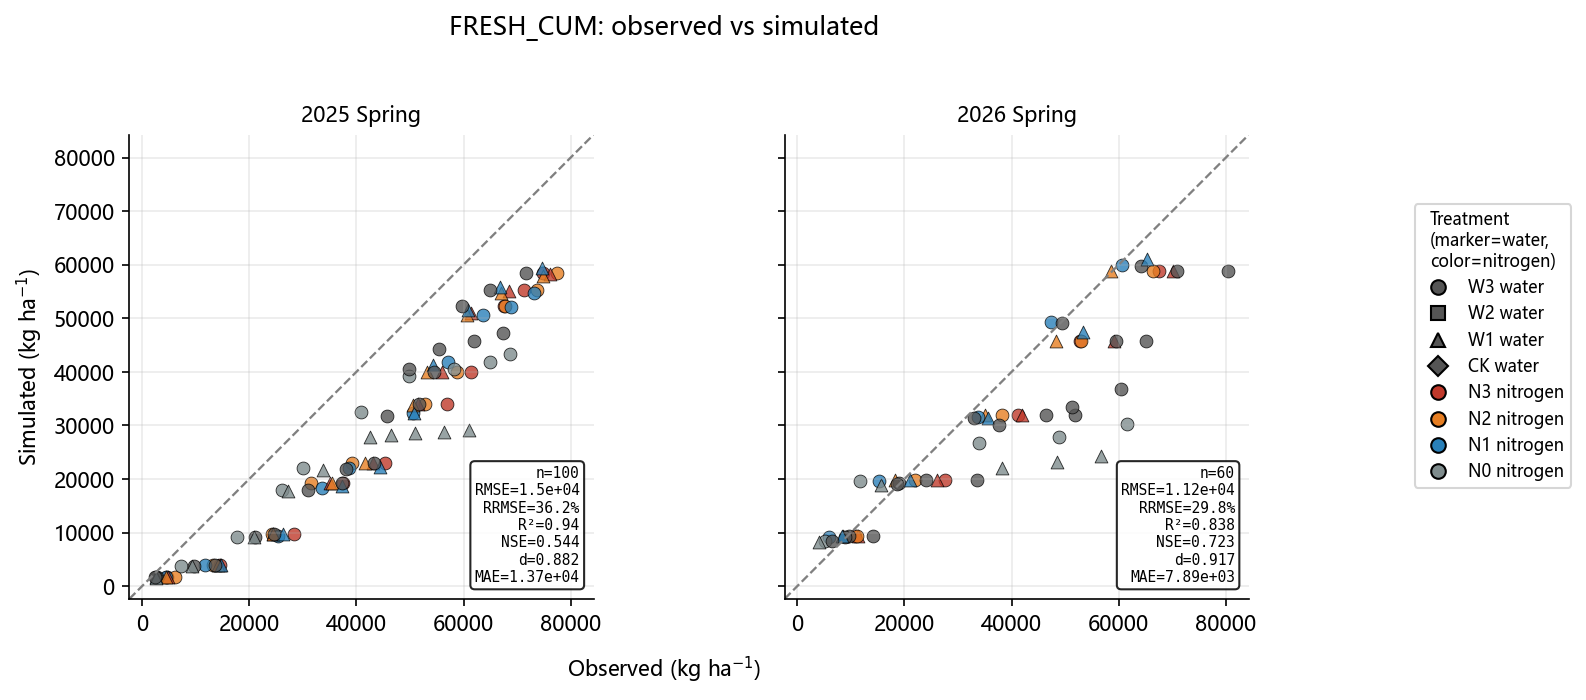 FRESH_CUM: observed vs simulated
2025 Spring
80000
70000
60000
50000
40000
30000
20000
10000
0
Simulated (kg ha⁻¹)
n=100
RMSE=1.5e+04
RRMSE=36.2%
R²=0.94
NSE=0.544
d=0.882
MAE=1.37e+04
0 20000 40000 60000 80000
2026 Spring
n=60
RMSE=1.12e+04
RRMSE=29.8%
R²=0.838
NSE=0.723
d=0.917
MAE=7.89e+03
0 20000 40000 60000 80000
Observed (kg ha⁻¹)
Treatment
(marker=water,
color=nitrogen)
W3 water
W2 water
W1 water
CK water
N3 nitrogen
N2 nitrogen
N1 nitrogen
N0 nitrogen